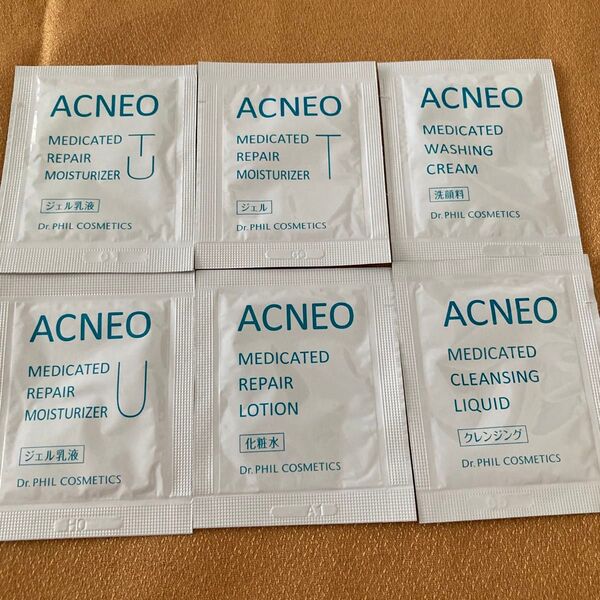 ACNEO
MEDICATED
REPAIR
MOISTURIZER
TU
ジェル乳液
Dr.PHIL COSMETICS
ACNEO
MEDICATED
REPAIR
MOISTURIZER
T
ジェル
Dr.PHIL COSMETICS
ACNEO
MEDICATED
WASHING
CREAM
洗顔料
Dr.PHIL COSMETICS
ACNEO
MEDICATED
REPAIR
MOISTURIZER
U
ジェル乳液
Dr.PHIL COSMETICS
H0
ACNEO
MEDICATED
REPAIR
LOTION
化粧水
Dr.PHIL COSMETICS
A1
ACNEO
MEDICATED
CLEANSING
LIQUID
クレンジング
Dr.PHIL COSMETICS